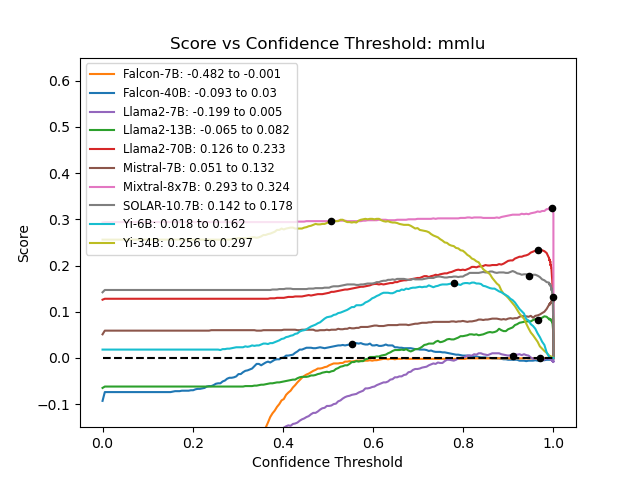 Score vs Confidence Threshold: mmlu
Falcon-7B: -0.482 to -0.001
Falcon-40B: -0.093 to 0.03
Llama2-7B: -0.199 to 0.005
Llama2-13B: -0.065 to 0.082
Llama2-70B: 0.126 to 0.233
Mistral-7B: 0.051 to 0.132
Mixtral-8x7B: 0.293 to 0.324
SOLAR-10.7B: 0.142 to 0.178
Yi-6B: 0.018 to 0.162
Yi-34B: 0.256 to 0.297
Score
0.6
0.5
0.4
0.3
0.2
0.1
0.0
−0.1
0.0 0.2 0.4 0.6 0.8 1.0
Confidence Threshold